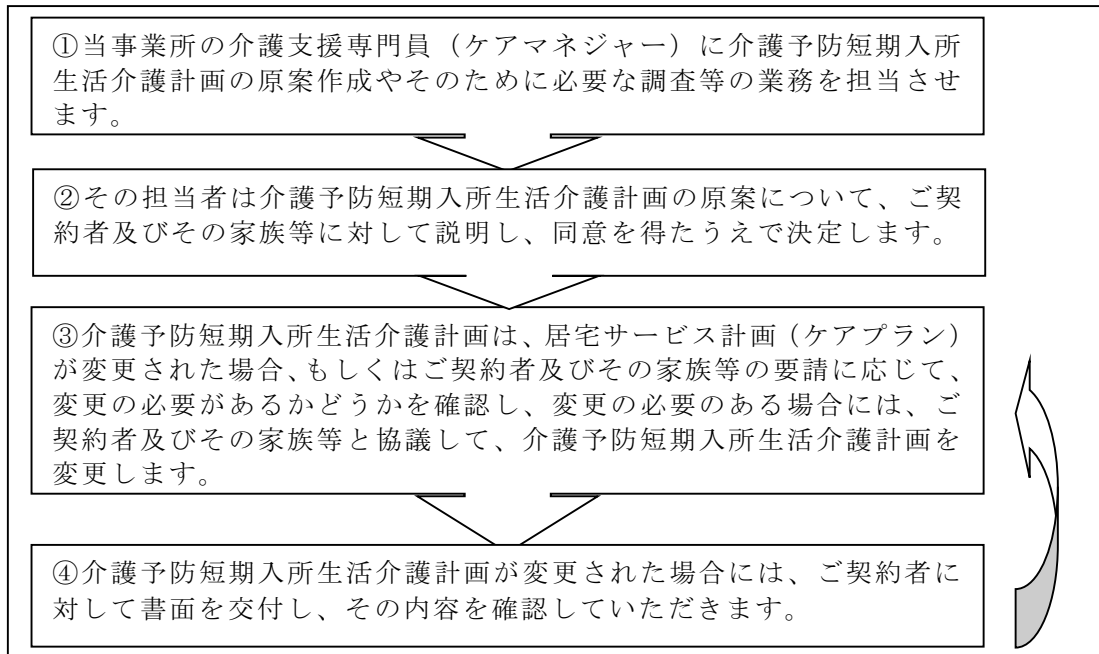 ①当事業所の介護支援専門員（ケアマネジャー）に介護予防短期入所
生活介護計画の原案作成やそのために必要な調査等の業務を担当させ
ます。
②その担当者は介護予防短期入所生活介護計画の原案について、ご契
約者及びその家族等に対して説明し、同意を得たうえで決定します。
③介護予防短期入所生活介護計画は、居宅サービス計画（ケアプラン）
が変更された場合、もしくはご契約者及びその家族等の要請に応じて、
変更の必要があるかどうかを確認し、変更の必要のある場合には、ご
契約者及びその家族等と協議して、介護予防短期入所生活介護計画を
変更します。
④介護予防短期入所生活介護計画が変更された場合には、ご契約者に
対して書面を交付し、その内容を確認していただきます。